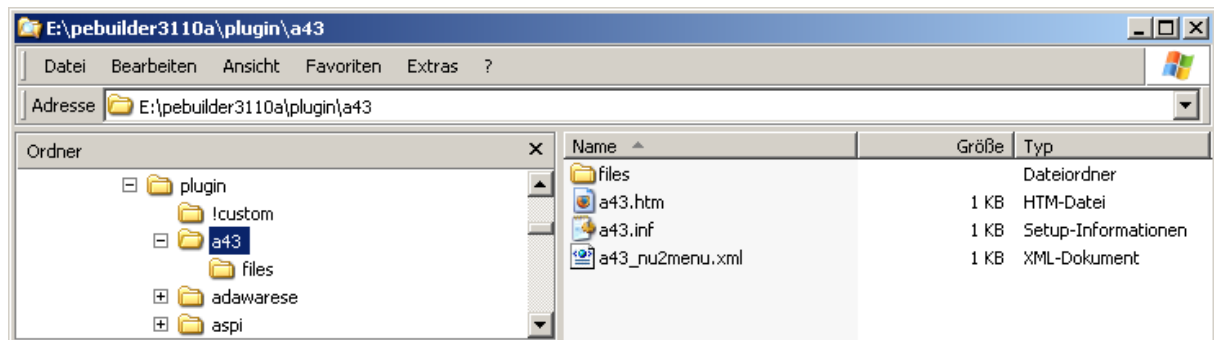 E:\pebuilder3110a\plugin\a43
Datei Bearbeiten Ansicht Favoriten Extras ?
Adresse E:\pebuilder3110a\plugin\a43
Ordner
plugin
!custom
a43
files
adawarese
aspi
Name Größe Typ
files Dateiordner
a43.htm 1 KB HTM-Datei
a43.inf 1 KB Setup-Informationen
a43_nu2menu.xml 1 KB XML-Dokument